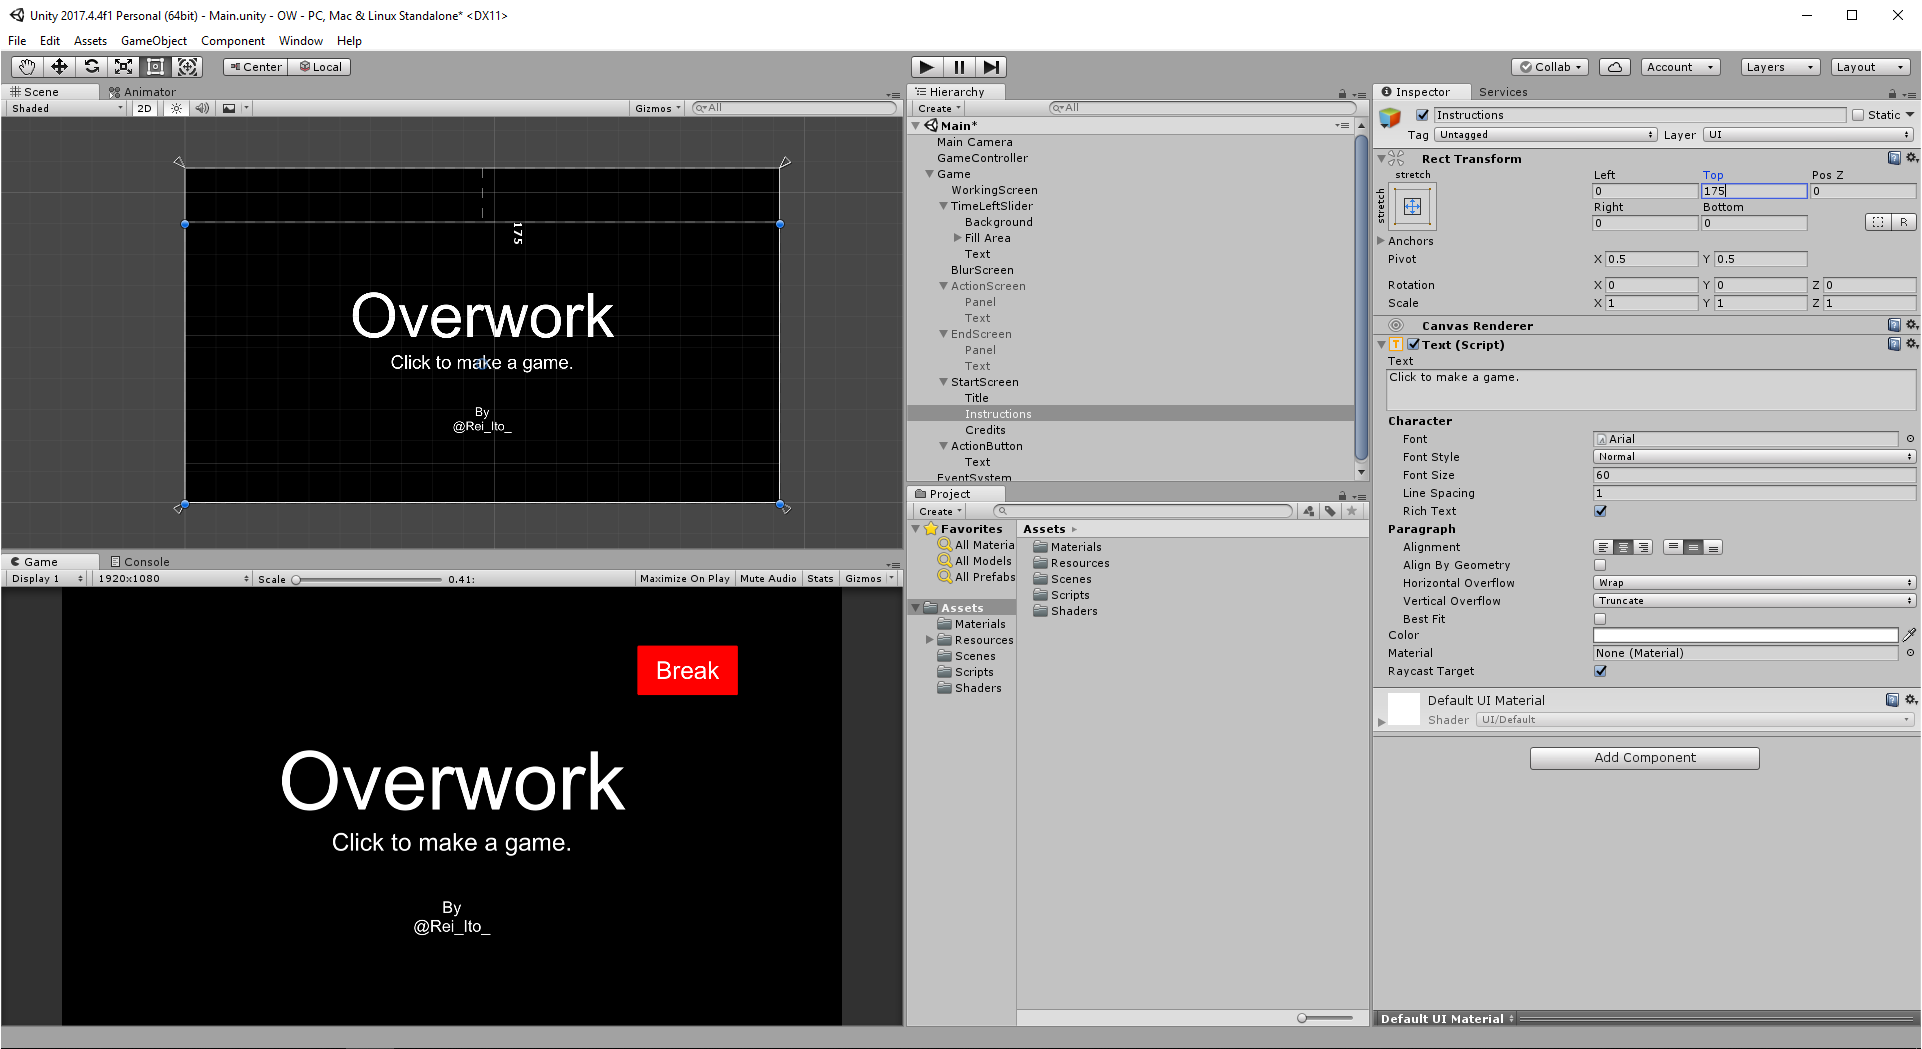 Unity 2017.4.4f1 Personal (64bit) - Main.unity - OW - PC, Mac & Linux Standalone* <DX11>
File Edit Assets GameObject Component Window Help
Center Local
Collab Account Layers Layout
Scene Animator
Shaded 2D Gizmos All
175
Overwork
Click to make a game.
By
@Rei_Ito_
Game Console
Display 1 1920x1080 Scale 0.41: Maximize On Play Mute Audio Stats Gizmos
Break
Overwork
Click to make a game.
By
@Rei_Ito_
Hierarchy
Create All
Main*
Main Camera
GameController
Game
WorkingScreen
TimeLeftSlider
Background
Fill Area
Text
BlurScreen
ActionScreen
Panel
Text
EndScreen
Panel
Text
StartScreen
Title
Instructions
Credits
ActionButton
Text
EventSystem
Project
Create
Favorites
All Materia
All Models
All Prefabs
Assets
Materials
Resources
Scenes
Scripts
Shaders
Assets
Materials
Resources
Scenes
Scripts
Shaders
Inspector Services
Instructions Static
Tag Untagged Layer UI
Rect Transform
stretch
stretch
Left Top Pos Z
0 175 0
Right Bottom
0 0
R
Anchors
Pivot X 0.5 Y 0.5
Rotation X 0 Y 0 Z 0
Scale X 1 Y 1 Z 1
Canvas Renderer
Text (Script)
Text
Click to make a game.
Character
Font Arial
Font Style Normal
Font Size 60
Line Spacing 1
Rich Text
Paragraph
Alignment
Align By Geometry
Horizontal Overflow Wrap
Vertical Overflow Truncate
Best Fit
Color
Material None (Material)
Raycast Target
Default UI Material
Shader UI/Default
Add Component
Default UI Material